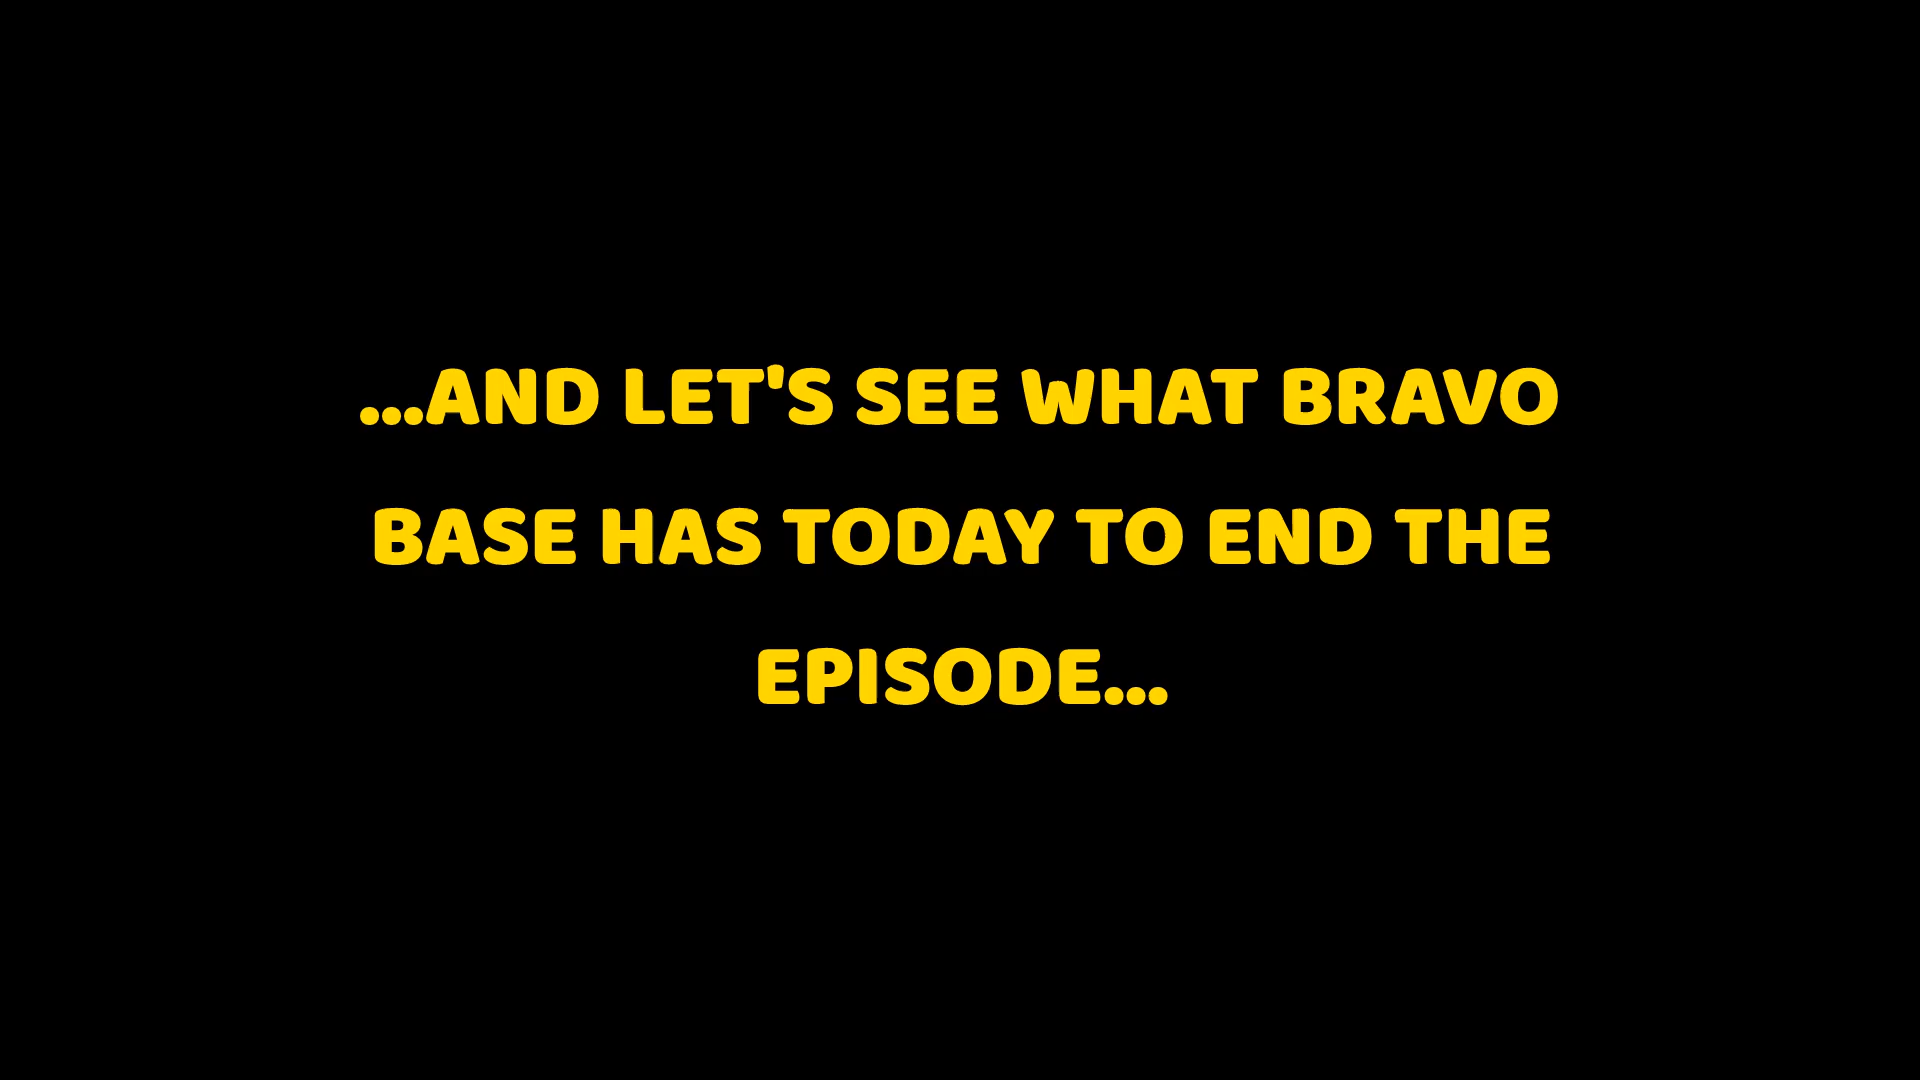 ...AND LET'S SEE WHAT BRAVO
BASE HAS TODAY TO END THE
EPISODE...